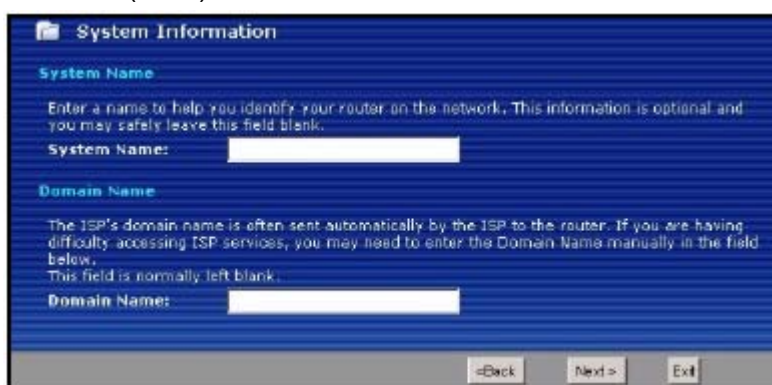 System Information
System Name
Enter a name to help you identify your router on the network. This information is optional and
you may safely leave this field blank.
System Name:
Domain Name
The ISP's domain name is often sent automatically by the ISP to the router. If you are having
difficulty accessing ISP services, you may need to enter the Domain Name manually in the field
below.
This field is normally left blank.
Domain Name:
<Back Next > Exit